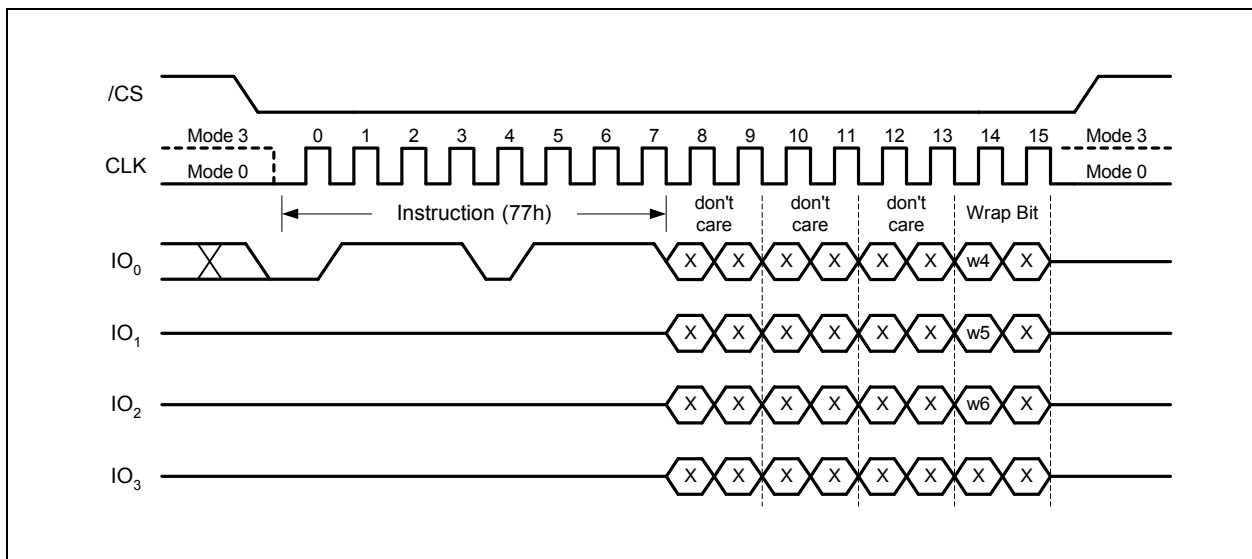 /CS
Mode 3 0 1 2 3 4 5 6 7 8 9 10 11 12 13 14 15 Mode 3
CLK
Mode 0 Mode 0
Instruction (77h) don't care don't care don't care Wrap Bit
IO0 X X X X X X w4 X
IO1 X X X X X X w5 X
IO2 X X X X X X w6 X
IO3 X X X X X X X X